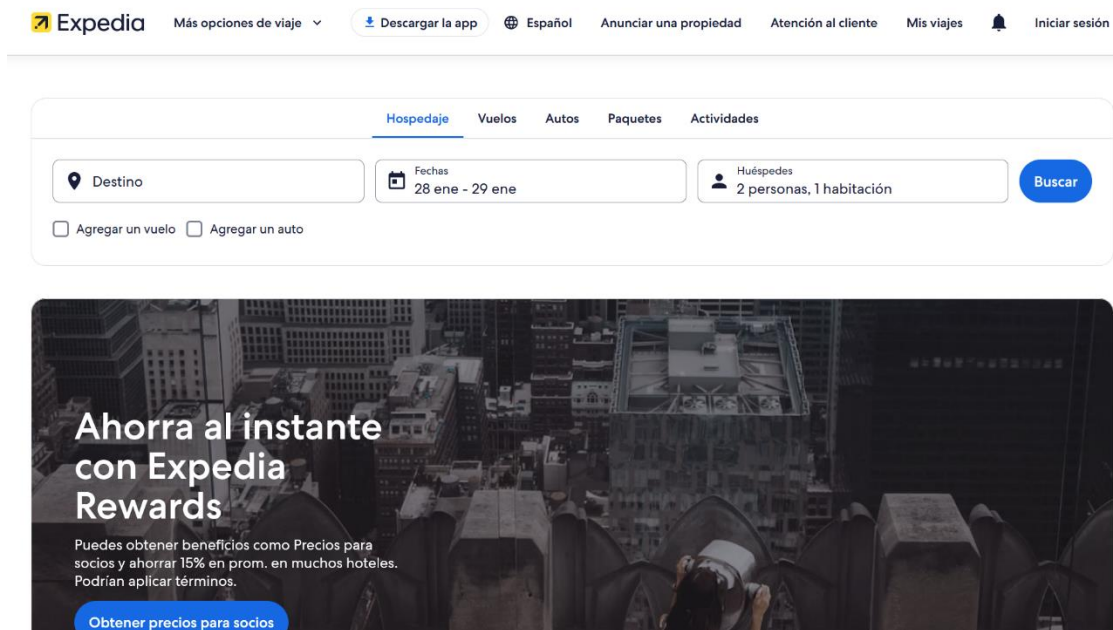 Expedia
Más opciones de viaje
Descargar la app
Español
Anunciar una propiedad
Atención al cliente
Mis viajes
Iniciar sesión
Hospedaje
Vuelos
Autos
Paquetes
Actividades
Destino
Fechas
28 ene - 29 ene
Huéspedes
2 personas, 1 habitación
Buscar
Agregar un vuelo
Agregar un auto
Ahorra al instante
con Expedia
Rewards
Puedes obtener beneficios como Precios para
socios y ahorrar 15% en prom. en muchos hoteles.
Podrían aplicar términos.
Obtener precios para socios